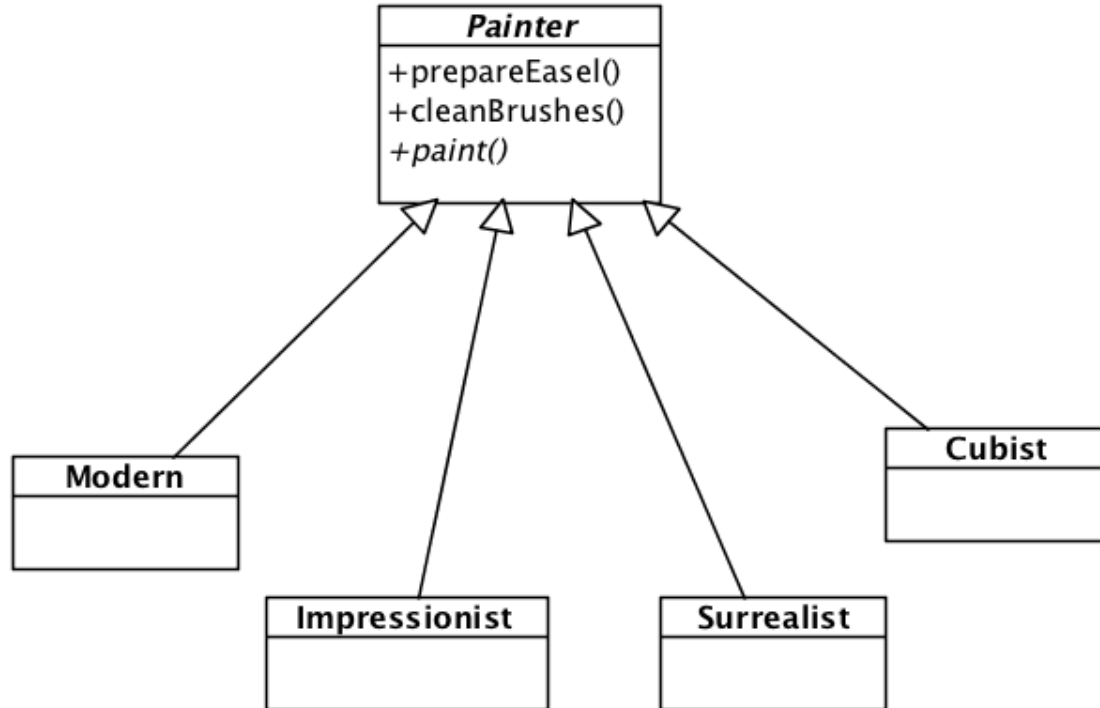 Painter
+prepareEasel()
+cleanBrushes()
+paint()
Modern
Impressionist
Surrealist
Cubist